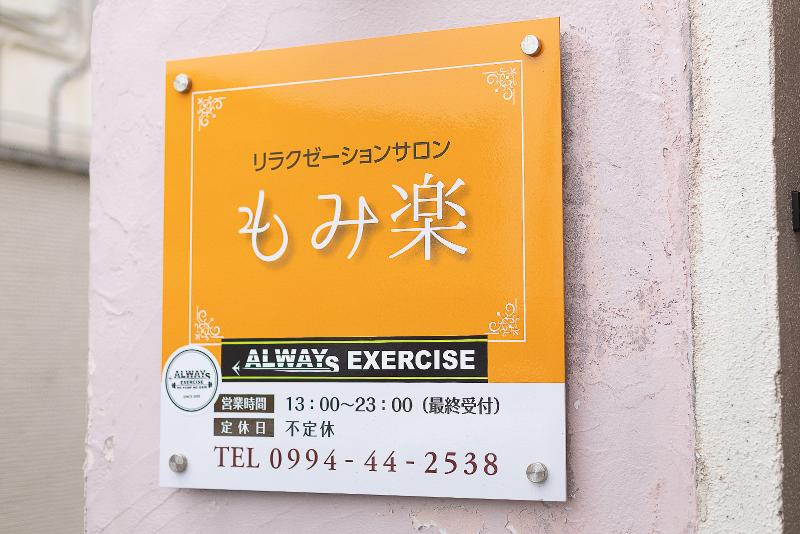 リラクゼーションサロン
もみ楽
ALWAYS EXERCISE
ALWAYS
EXERCISE
営業時間 13:00～23:00（最終受付）
定休日 不定休
TEL 0994-44-2538